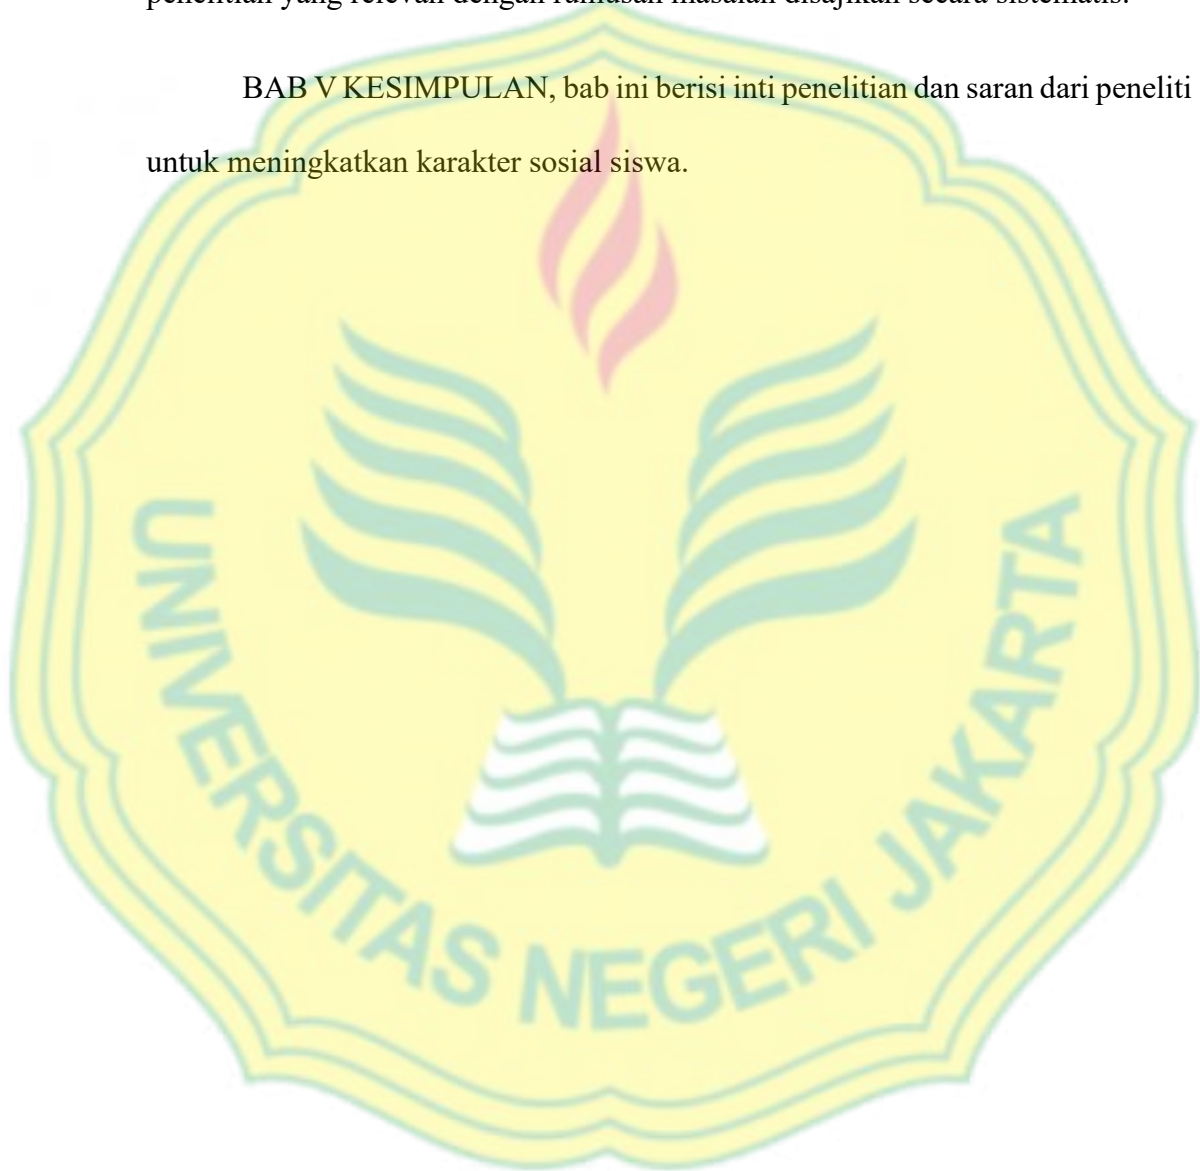 penelitian yang relevan dengan rumusan masalah disajikan secara sistematis.
BAB V KESIMPULAN, bab ini berisi inti penelitian dan saran dari peneliti
untuk meningkatkan karakter sosial siswa.
UNIVERSITAS NEGERI JAKARTA